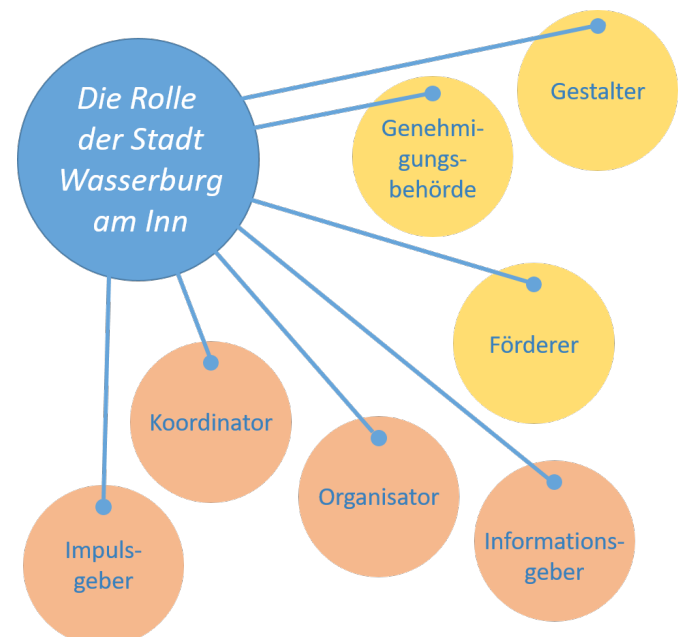 Die Rolle
der Stadt
Wasserburg
am Inn
Gestalter
Genehmi-
gungs-
behörde
Förderer
Koordinator
Organisator
Informations-
geber
Impuls-
geber